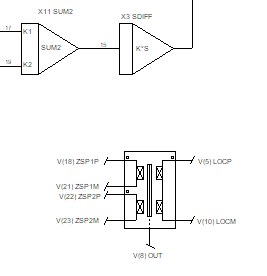 X11 SUM2
X3 SDIFF
17
K1
SUM2
15
K*S
19
K2
V(18) ZSP1P
V(5) LOCP
V(21) ZSP1M
V(22) ZSP2P
V(23) ZSP2M
V(10) LOCM
V(8) OUT